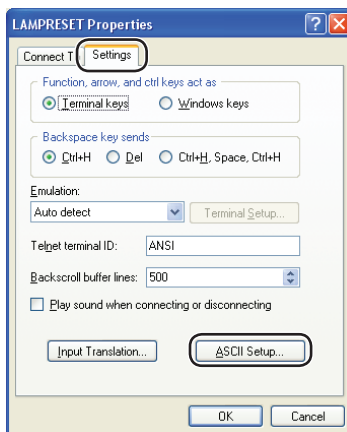 LAMPRESET Properties
Connect T Settings
Function, arrow, and ctrl keys act as
Terminal keys Windows keys
Backspace key sends
Ctrl+H Del Ctrl+H, Space, Ctrl+H
Emulation:
Auto detect Terminal Setup...
Telnet terminal ID: ANSI
Backscroll buffer lines: 500
Play sound when connecting or disconnecting
Input Translation... ASCII Setup...
OK Cancel